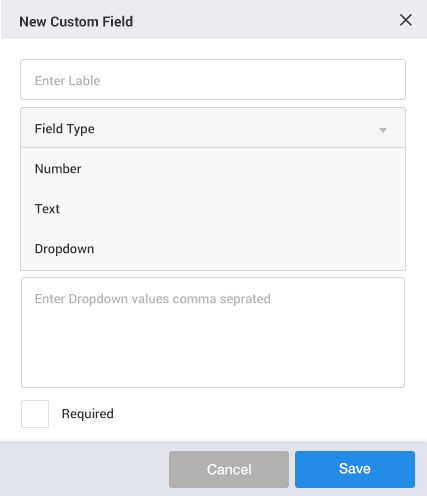 New Custom Field
Enter Lable
Field Type
Number
Text
Dropdown
Enter Dropdown values comma seprated
Required
Cancel
Save